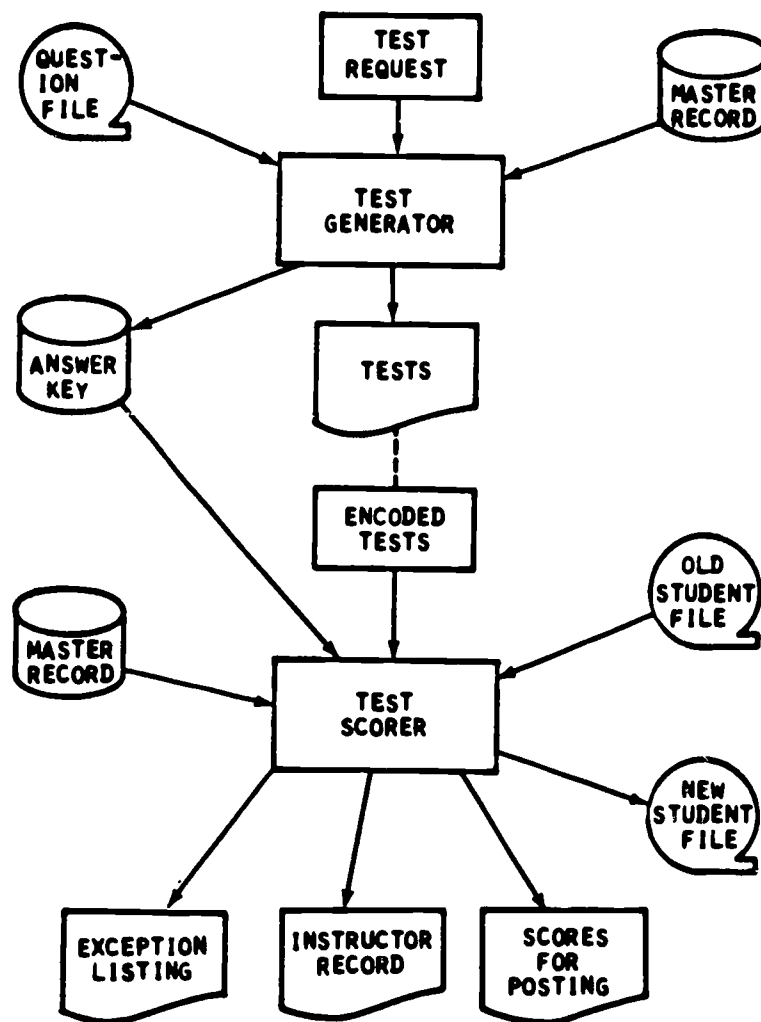 QUEST-
ION
FILE
TEST
REQUEST
MASTER
RECORD
TEST
GENERATOR
ANSWER
KEY
TESTS
ENCODED
TESTS
OLD
STUDENT
FILE
MASTER
RECORD
TEST
SCORER
NEW
STUDENT
FILE
EXCEPTION
LISTING
INSTRUCTOR
RECORD
SCORES
FOR
POSTING